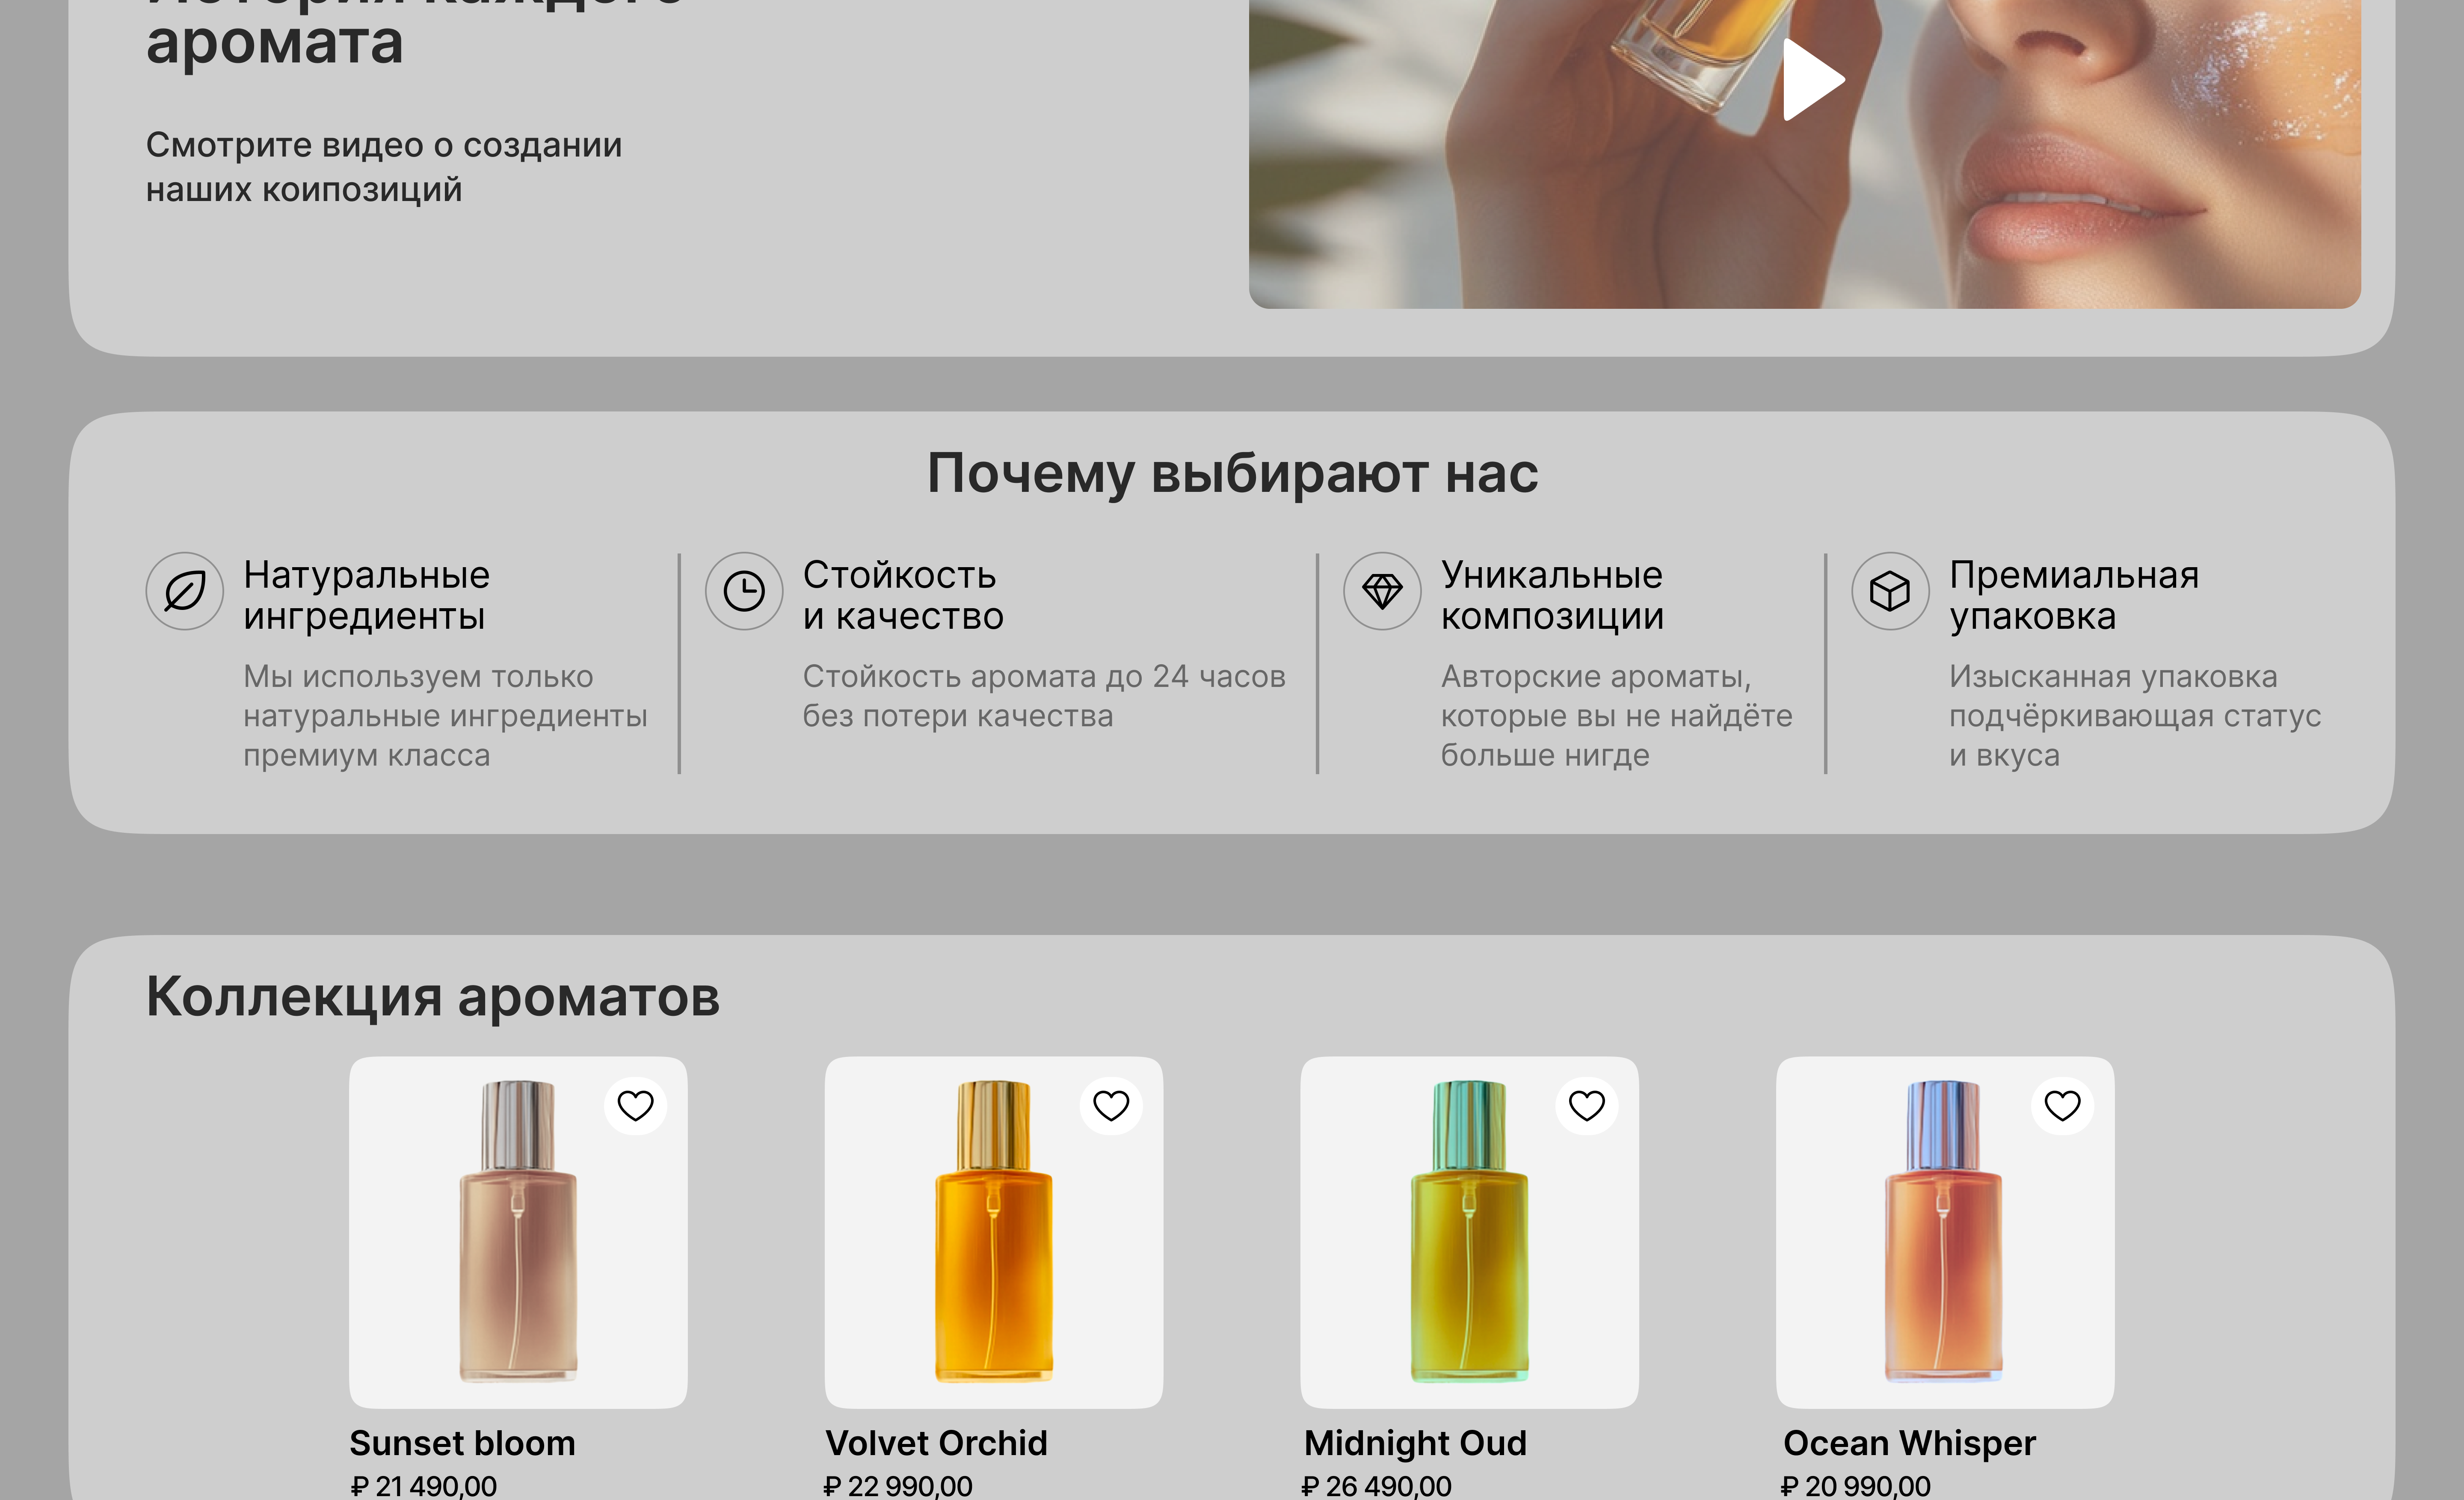 История каждого
аромата
Смотрите видео о создании
наших коипозиций
Почему выбирают нас
Натуральные
ингредиенты
Мы используем только
натуральные ингредиенты
премиум класса
Стойкость
и качество
Стойкость аромата до 24 часов
без потери качества
Уникальные
композиции
Авторские ароматы,
которые вы не найдёте
больше нигде
Премиальная
упаковка
Изысканная упаковка
подчёркивающая статус
и вкуса
Коллекция ароматов
Sunset bloom
₽ 21 490,00
Volvet Orchid
₽ 22 990,00
Midnight Oud
₽ 26 490,00
Ocean Whisper
₽ 20 990,00